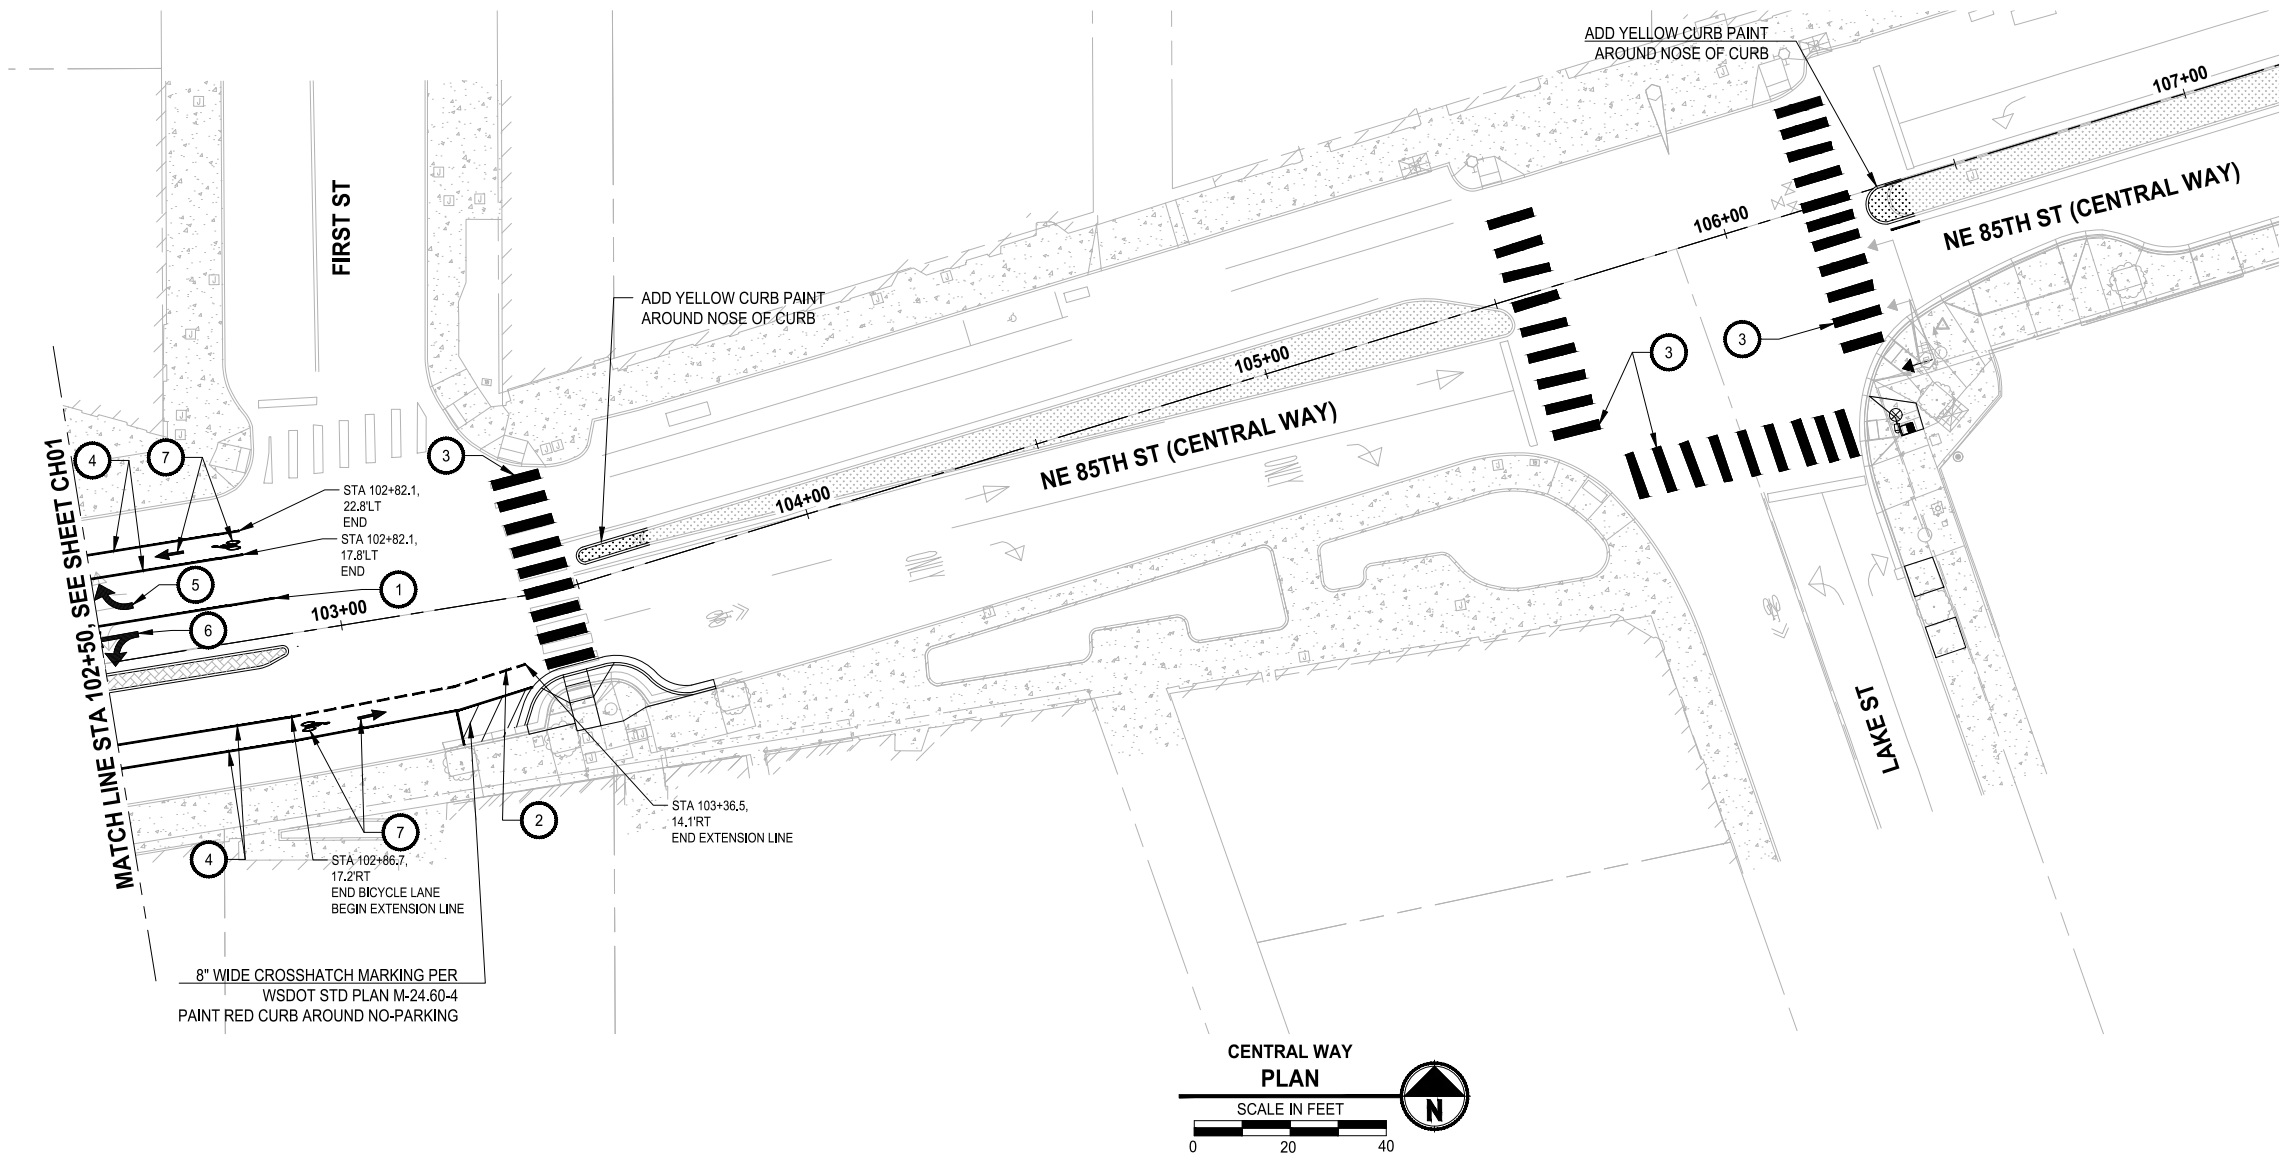 ADD YELLOW CURB PAINT
AROUND NOSE OF CURB
107+00
NE 85TH ST (CENTRAL WAY)
106+00
FIRST ST
ADD YELLOW CURB PAINT
AROUND NOSE OF CURB
105+00
3
3
NE 85TH ST (CENTRAL WAY)
104+00
3
4
7
STA 102+82.1,
22.8'LT
END
STA 102+82.1,
17.8'LT
END
5
1
103+00
6
MATCH LINE STA 102+50, SEE SHEET CH01
LAKE ST
2
STA 103+36.5,
14.1'RT
END EXTENSION LINE
7
4
STA 102+86.7,
17.2'RT
END BICYCLE LANE
BEGIN EXTENSION LINE
8" WIDE CROSSHATCH MARKING PER
WSDOT STD PLAN M-24.60-4
PAINT RED CURB AROUND NO-PARKING
CENTRAL WAY
PLAN
SCALE IN FEET
0 20 40
N